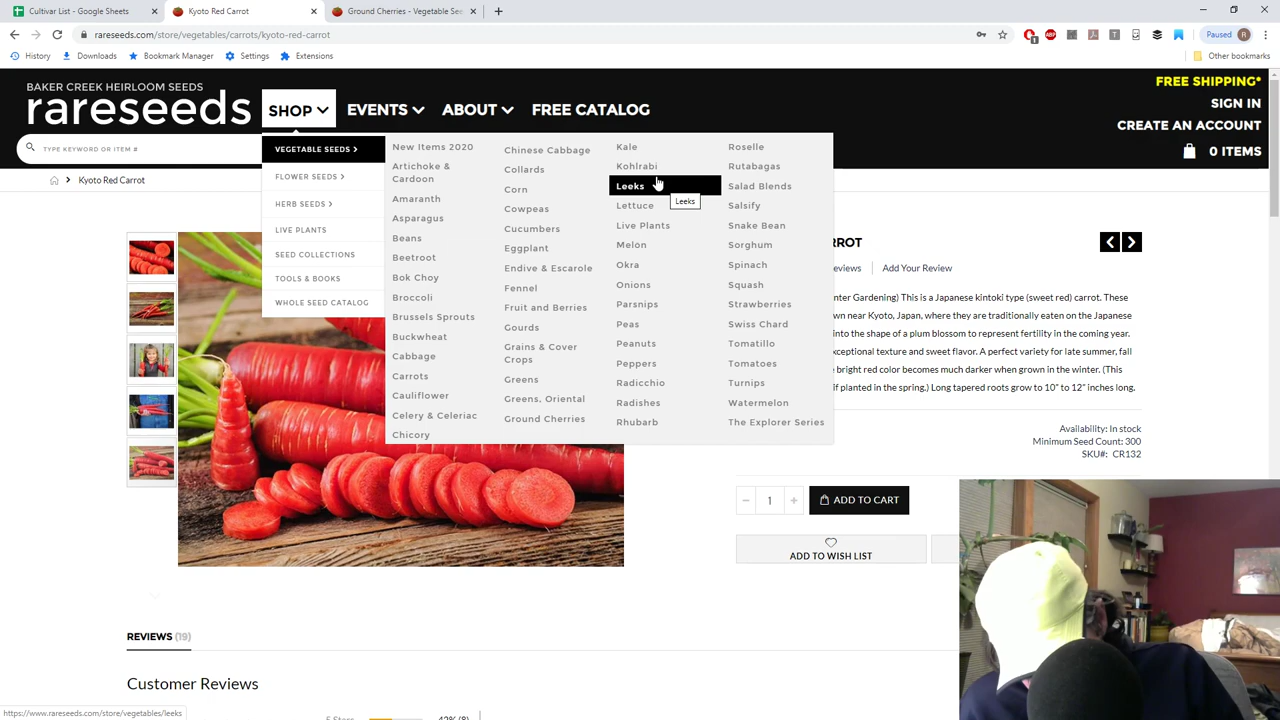 Cultivar List - Google Sheets
Kyoto Red Carrot
Ground Cherries - Vegetable Se
rareseeds.com/store/vegetables/carrots/kyoto-red-carrot
Paused
R
History
Downloads
Bookmark Manager
Settings
Extensions
Other bookmarks
BAKER CREEK HEIRLOOM SEEDS
rareseeds
SHOP
EVENTS
ABOUT
FREE CATALOG
FREE SHIPPING*
SIGN IN
CREATE AN ACCOUNT
0 ITEMS
TYPE KEYWORD OR ITEM #
Kyoto Red Carrot
VEGETABLE SEEDS
FLOWER SEEDS
HERB SEEDS
LIVE PLANTS
SEED COLLECTIONS
TOOLS & BOOKS
WHOLE SEED CATALOG
New Items 2020
Artichoke &
Cardoon
Amaranth
Asparagus
Beans
Beetroot
Bok Choy
Broccoli
Brussels Sprouts
Buckwheat
Cabbage
Carrots
Cauliflower
Celery & Celeriac
Chicory
Chinese Cabbage
Collards
Corn
Cowpeas
Cucumbers
Eggplant
Endive & Escarole
Fennel
Fruit and Berries
Gourds
Grains & Cover
Crops
Greens
Greens, Oriental
Ground Cherries
Kale
Kohlrabi
Leeks
Leeks
Lettuce
Live Plants
Melon
Okra
Onions
Parsnips
Peas
Peanuts
Peppers
Radicchio
Radishes
Rhubarb
Roselle
Rutabagas
Salad Blends
Salsify
Snake Bean
Sorghum
Spinach
Squash
Strawberries
Swiss Chard
Tomatillo
Tomatoes
Turnips
Watermelon
The Explorer Series
ARROT
eviews
Add Your Review
nter Gardening) This is a Japanese kintoki type (sweet red) carrot. These
wn near Kyoto, Japan, where they are traditionally eaten on the Japanese
into the shape of a plum blossom to represent fertility in the coming year.
xceptional texture and sweet flavor. A perfect variety for late summer, fall
e bright red color becomes much darker when grown in the winter. (This
if planted in the spring.) Long tapered roots grow to 10" to 12" inches long.
Availability: In stock
Minimum Seed Count: 300
SKU#: CR132
1
ADD TO CART
ADD TO WISH LIST
REVIEWS (19)
Customer Reviews
5 Stars
42% (8)
https://www.rareseeds.com/store/vegetables/leeks